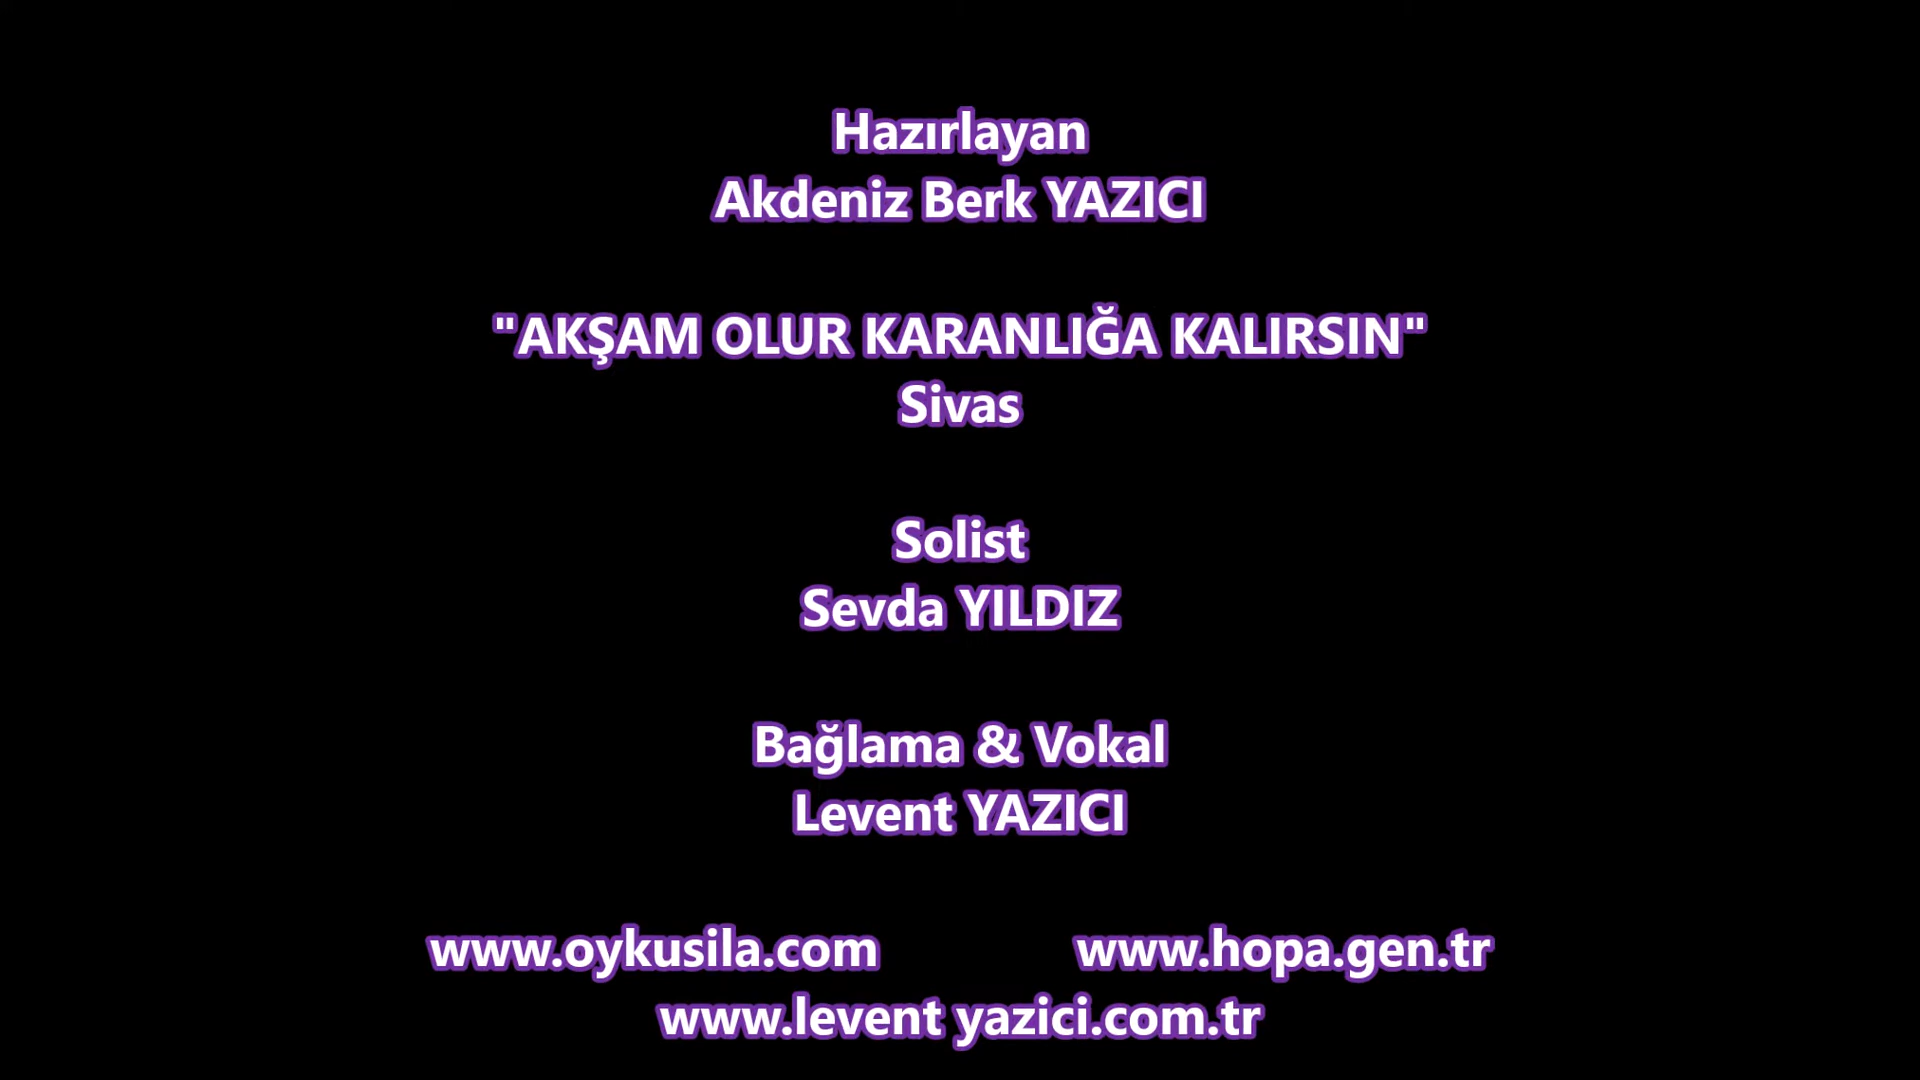 Hazırlayan
Akdeniz Berk YAZICI
"AKŞAM OLUR KARANLIĞA KALIRSIN"
Sivas
Solist
Sevda YILDIZ
Bağlama & Vokal
Levent YAZICI
www.oykusila.com www.hopa.gen.tr
www.levent yazici.com.tr